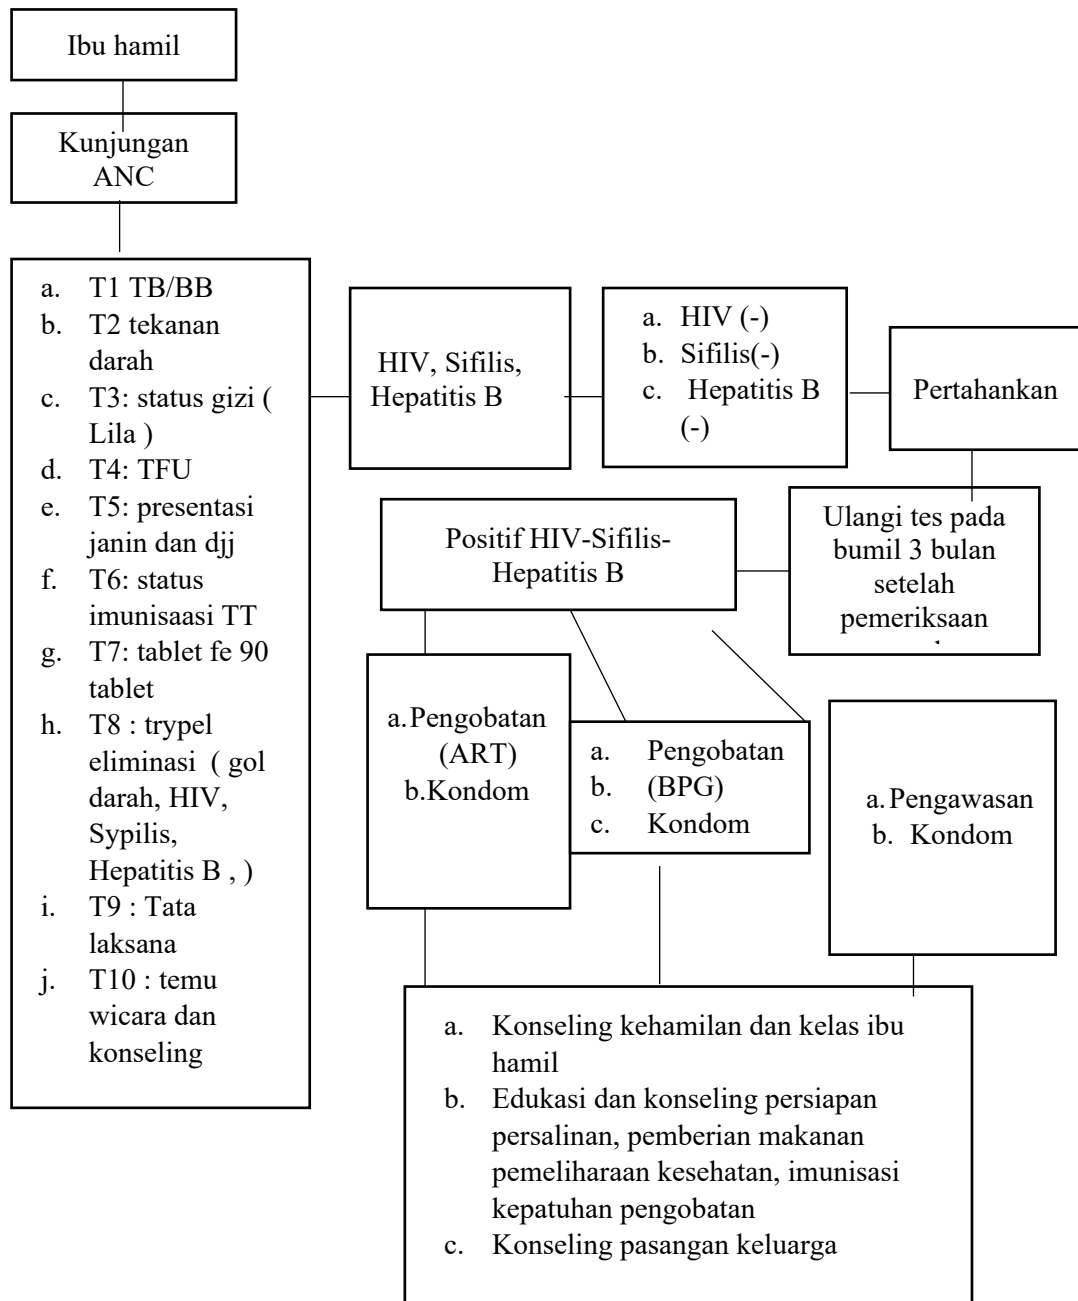 Ibu hamil
Kunjungan
ANC
a. T1 TB/BB
b. T2 tekanan
darah
c. T3: status gizi (
Lila )
d. T4: TFU
e. T5: presentasi
janin dan djj
f. T6: status
imunisaasi TT
g. T7: tablet fe 90
tablet
h. T8 : trypel
eliminasi ( gol
darah, HIV,
Sypilis,
Hepatitis B , )
i. T9 : Tata
laksana
j. T10 : temu
wicara dan
konseling
HIV, Sifilis,
Hepatitis B
a. HIV (-)
b. Sifilis(-)
c. Hepatitis B
(-)
Pertahankan
Ulangi tes pada
bumil 3 bulan
setelah
pemeriksaan
Positif HIV-Sifilis-
Hepatitis B
a.Pengobatan
(ART)
b.Kondom
a. Pengobatan
b. (BPG)
c. Kondom
a.Pengawasan
b. Kondom
a. Konseling kehamilan dan kelas ibu
hamil
b. Edukasi dan konseling persiapan
persalinan, pemberian makanan
pemeliharaan kesehatan, imunisasi
kepatuhan pengobatan
c. Konseling pasangan keluarga